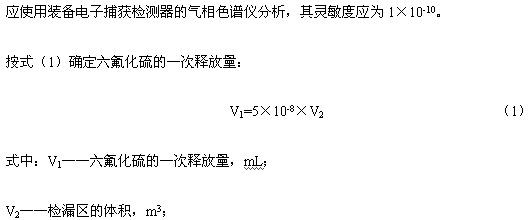 应使用装备电子捕获检测器的气相色谱仪分析，其灵敏度应为 1×10⁻¹⁰。
按式（1）确定六氟化硫的一次释放量：
V₁=5×10⁻⁸×V₂ （1）
式中：V₁——六氟化硫的一次释放量，mL；
V₂——检漏区的体积，m³；